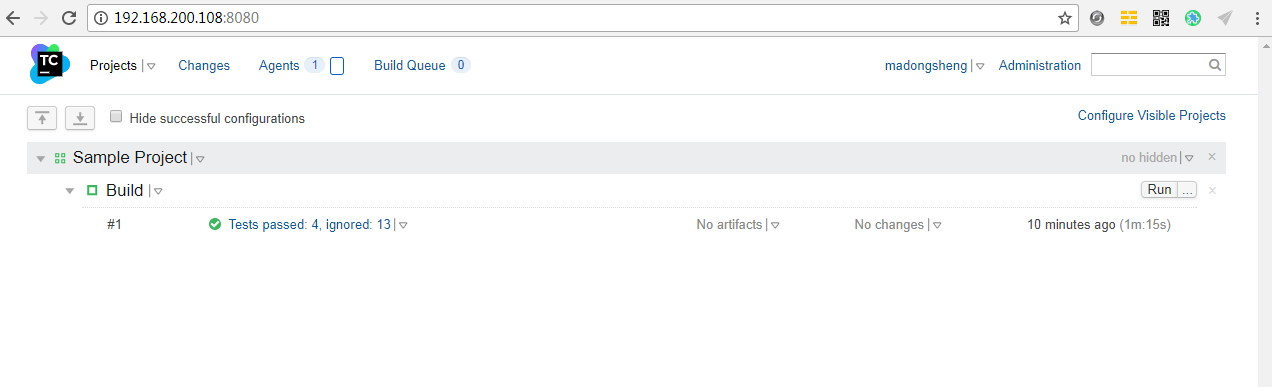 192.168.200.108:8080
TC
Projects Changes Agents 1 Build Queue 0 madongsheng Administration
Hide successful configurations Configure Visible Projects
Sample Project no hidden
Build Run ...
#1 Tests passed: 4, ignored: 13 No artifacts No changes 10 minutes ago (1m:15s)